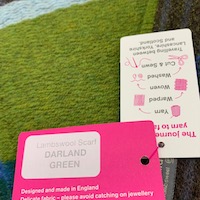 Lambswool Scarf
DARLAND
GREEN
Designed and made in England
Delicate fabric – please avoid catching on jewellery
The journey
yarn to fa
Yarn
Warped
Woven
Washed
Cut & Sewn
Travelling between
Lancashire, Yorkshire
and Scotland